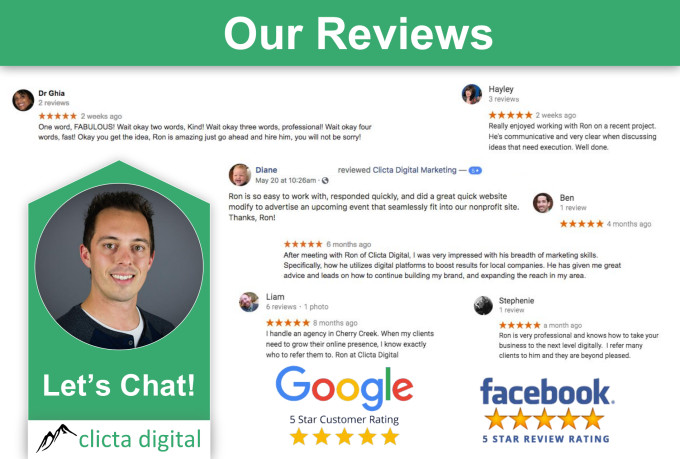 Our Reviews
Dr Ghia
2 reviews
★★★★★ 2 weeks ago
One word, FABULOUS! Wait okay two words, Kind! Wait okay three words, professional! Wait okay four
words, fast! Okay you get the idea, Ron is amazing just go ahead and hire him, you will not be sorry!
Hayley
3 reviews
★★★★★ 2 weeks ago
Really enjoyed working with Ron on a recent project.
He's communicative and very clear when discussing
ideas that need execution. Well done.
Diane reviewed Clicta Digital Marketing — 5★
May 20 at 10:26am ·
Ron is so easy to work with, responded quickly, and did a great quick website
modify to advertise an upcoming event that seamlessly fit into our nonprofit site.
Thanks, Ron!
Ben
1 review
★★★★★ 4 months ago
★★★★★ 6 months ago
After meeting with Ron of Clicta Digital, I was very impressed with his breadth of marketing skills.
Specifically, how he utilizes digital platforms to boost results for local companies. He has given me great
advice and leads on how to continue building my brand, and expanding the reach in my area.
Liam
6 reviews · 1 photo
★★★★★ 8 months ago
I handle an agency in Cherry Creek. When my clients
need to grow their online presence, I know exactly
who to refer them to. Ron at Clicta Digital
Stephenie
1 review
★★★★★ a month ago
Ron is very professional and knows how to take your
business to the next level digitally. I refer many
clients to him and they are beyond pleased.
Let's Chat!
clicta digital
Google
5 Star Customer Rating
facebook.
5 STAR REVIEW RATING